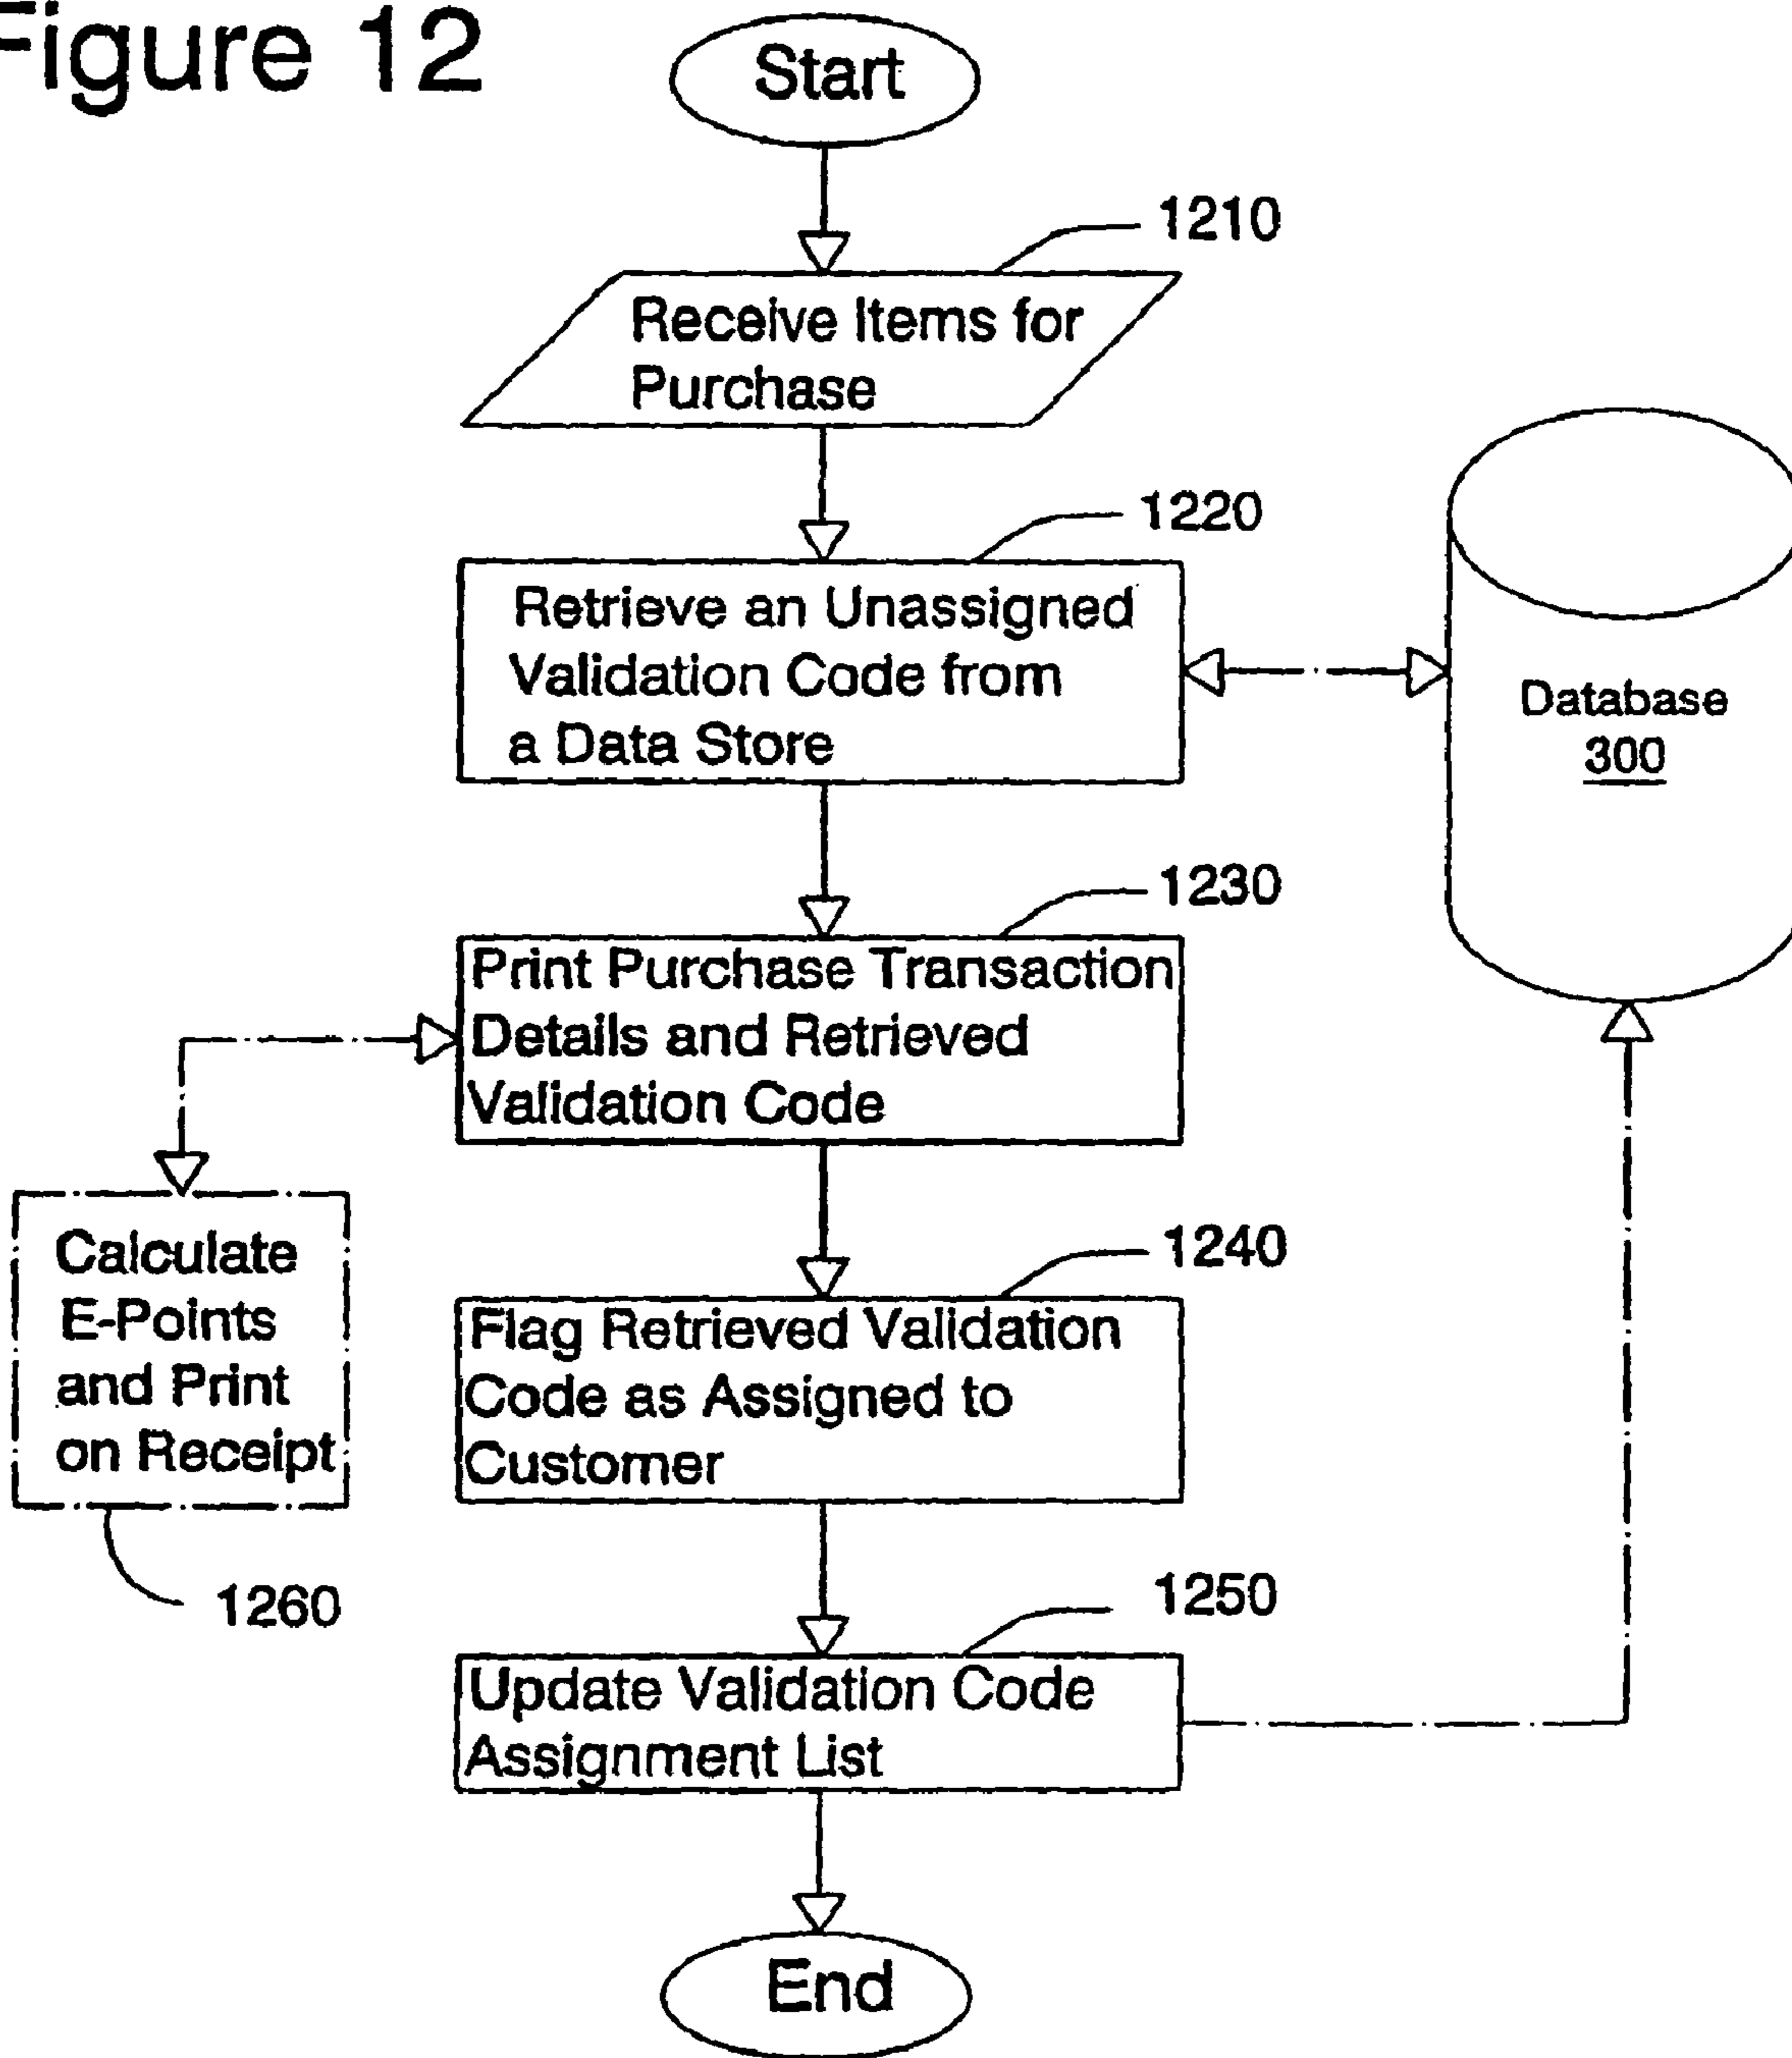 Figure 12
Start
1210
Receive Items for
Purchase
1220
Retrieve an Unassigned
Validation Code from
a Data Store
Database
300
1230
Print Purchase Transaction
Details and Retrieved
Validation Code
1240
Calculate
E-Points
and Print
on Receipt
Flag Retrieved Validation
Code as Assigned to
Customer
1260
1250
Update Validation Code
Assignment List
End